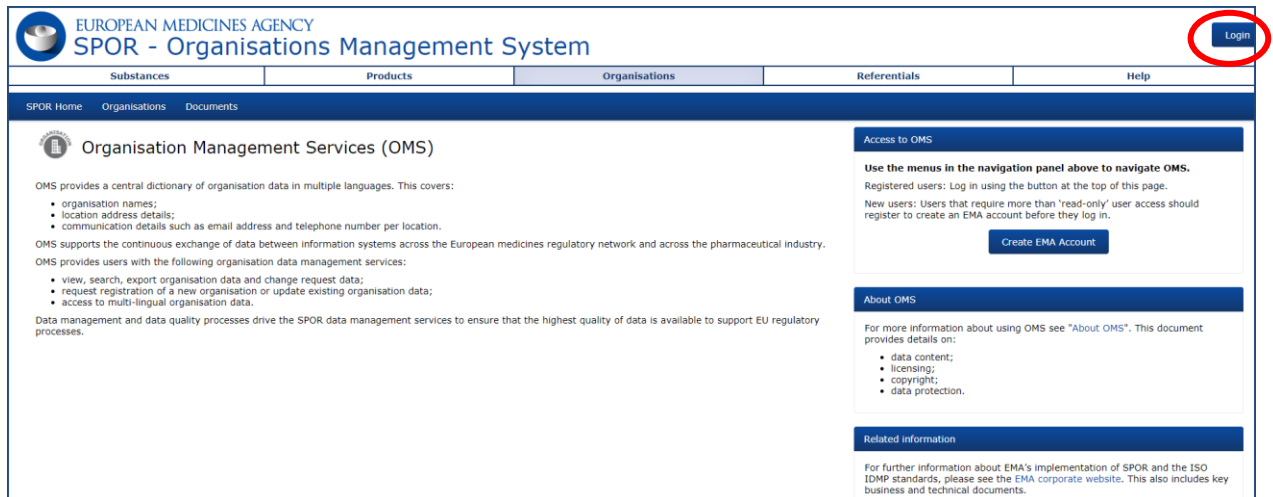 EUROPEAN MEDICINES AGENCY
SPOR - Organisations Management System
Login
Substances
Products
Organisations
Referentials
Help
SPOR Home
Organisations
Documents
ORGANISATION
Organisation Management Services (OMS)
OMS provides a central dictionary of organisation data in multiple languages. This covers:
• organisation names;
• location address details;
• communication details such as email address and telephone number per location.
OMS supports the continuous exchange of data between information systems across the European medicines regulatory network and across the pharmaceutical industry.
OMS provides users with the following organisation data management services:
• view, search, export organisation data and change request data;
• request registration of a new organisation or update existing organisation data;
• access to multi-lingual organisation data.
Data management and data quality processes drive the SPOR data management services to ensure that the highest quality of data is available to support EU regulatory
processes.
Access to OMS
Use the menus in the navigation panel above to navigate OMS.
Registered users: Log in using the button at the top of this page.
New users: Users that require more than 'read-only' user access should
register to create an EMA account before they log in.
Create EMA Account
About OMS
For more information about using OMS see "About OMS". This document
provides details on:
• data content;
• licensing;
• copyright;
• data protection.
Related information
For further information about EMA's implementation of SPOR and the ISO
IDMP standards, please see the EMA corporate website. This also includes key
business and technical documents.